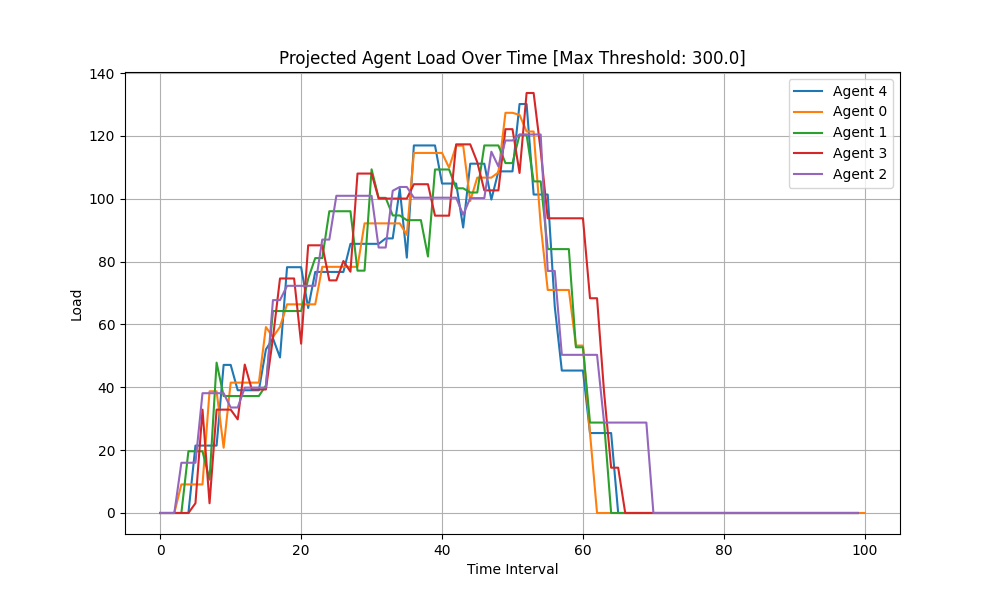 Projected Agent Load Over Time [Max Threshold: 300.0]
Load
140
120
100
80
60
40
20
0
Agent 4
Agent 0
Agent 1
Agent 3
Agent 2
0 20 40 60 80 100
Time Interval